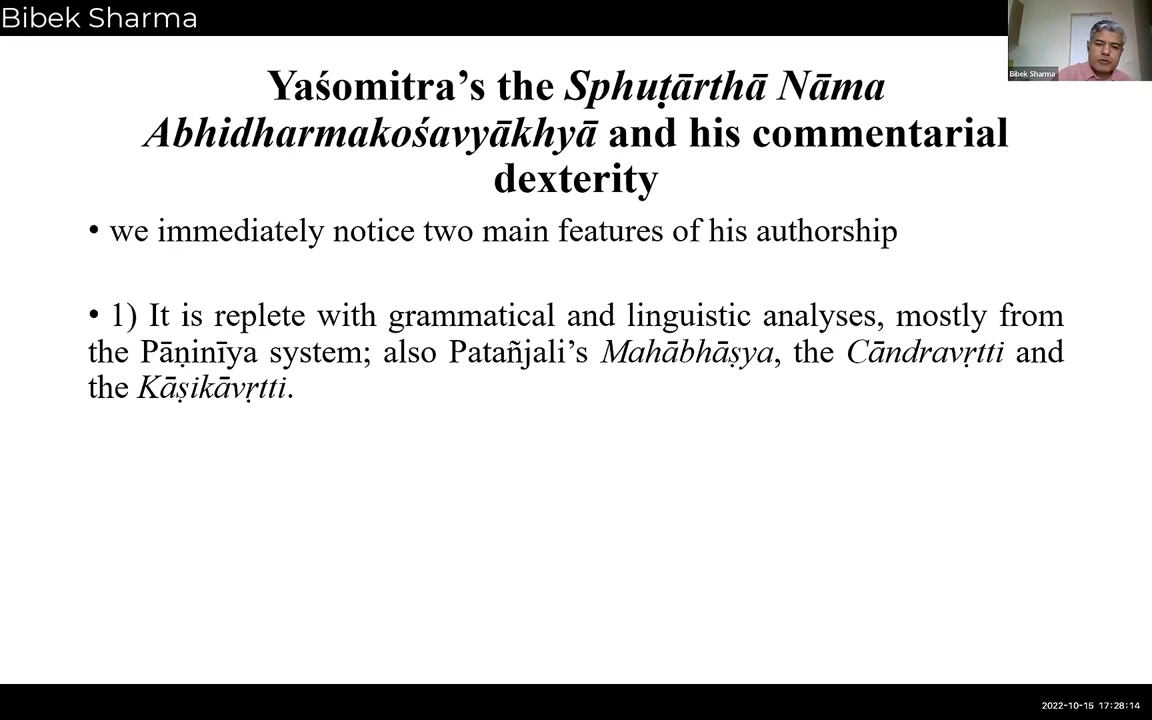 Bibek Sharma
Bibek Sharma
Yaśomitra’s the Sphuṭārthā Nāma
Abhidharmakośavyākhyā and his commentarial
dexterity
• we immediately notice two main features of his authorship
• 1) It is replete with grammatical and linguistic analyses, mostly from
the Pāṇinīya system; also Patañjali’s Mahābhāṣya, the Cāndravṛtti and
the Kāṣikāvṛtti.
2022-10-15 17:28:14